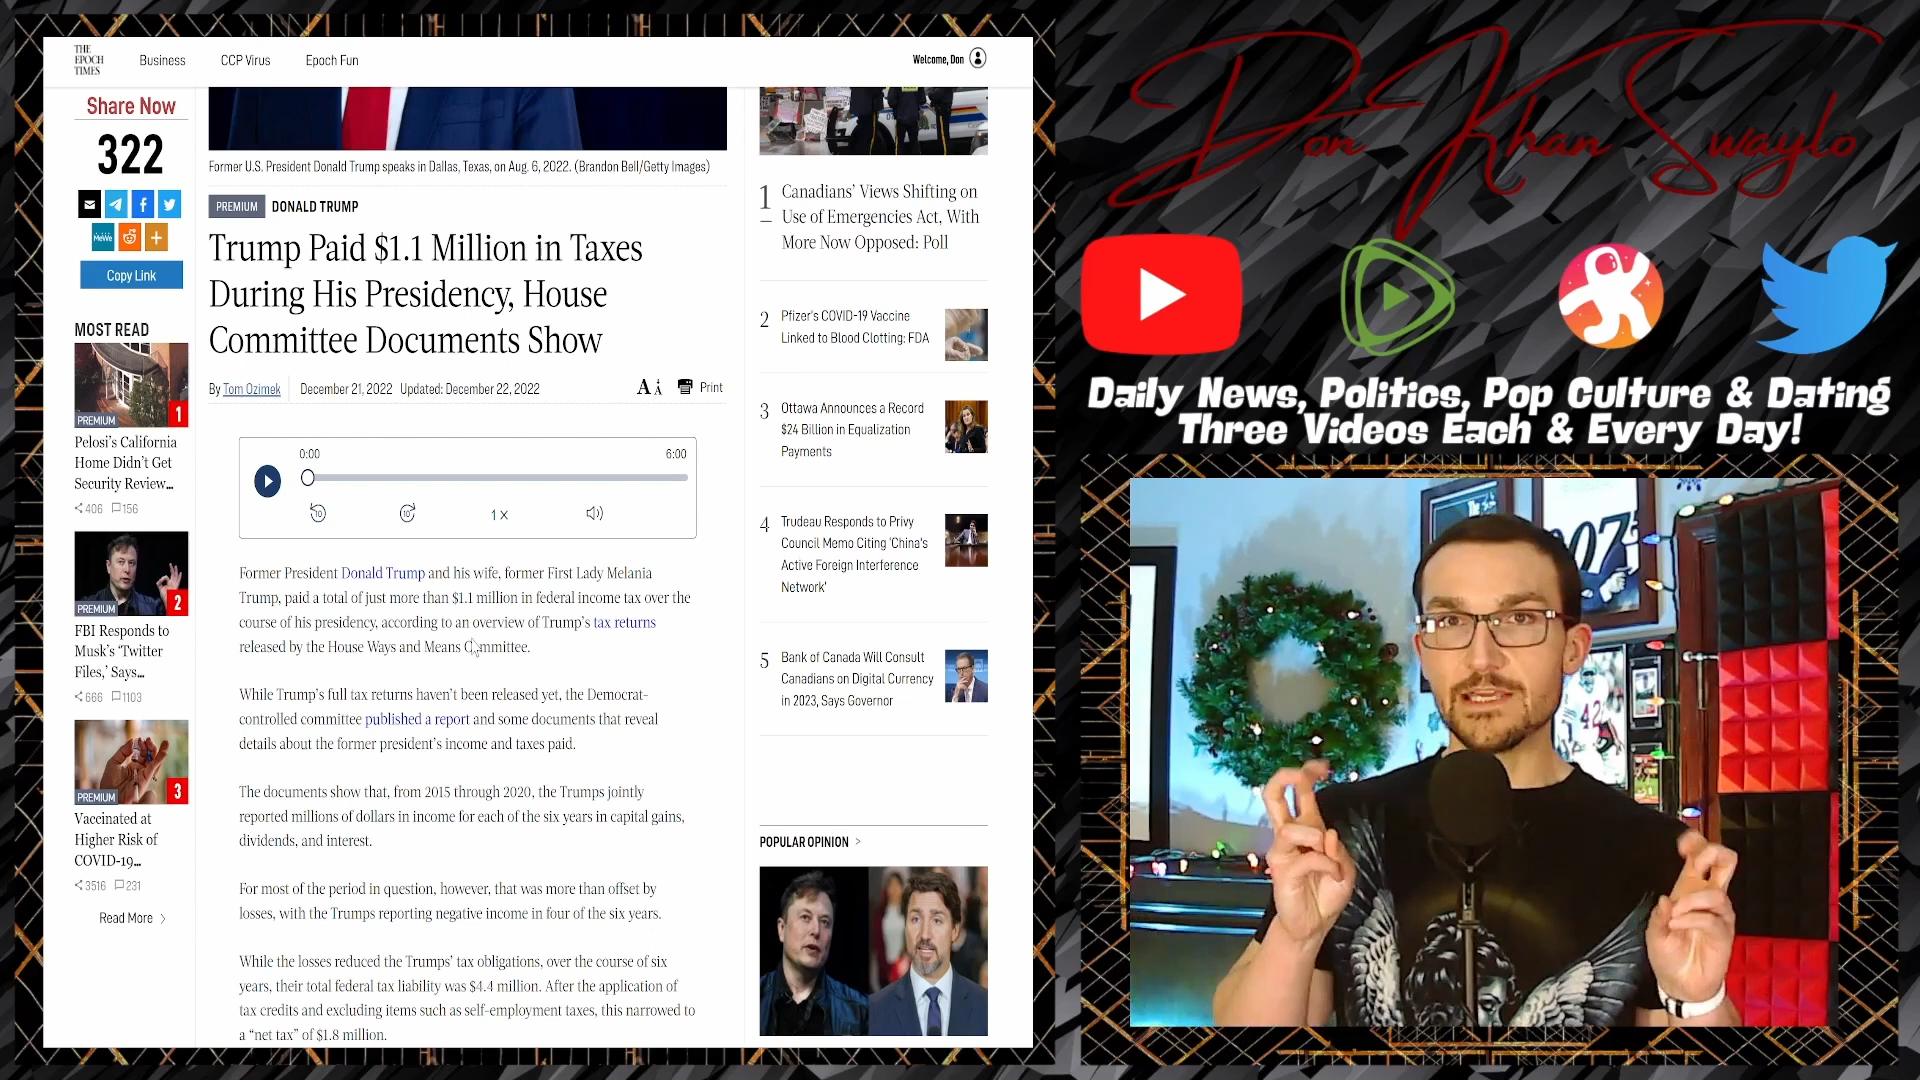 THE
EPOCH
TIMES
Business
CCP Virus
Epoch Fun
Welcome, Don
Share Now
322
MeWe
Copy Link
MOST READ
PREMIUM
1
Pelosi's California
Home Didn't Get
Security Review...
406 156
PREMIUM
2
FBI Responds to
Musk's 'Twitter
Files,' Says...
666 1103
PREMIUM
3
Vaccinated at
Higher Risk of
COVID-19...
3516 231
Read More
Former U.S. President Donald Trump speaks in Dallas, Texas, on Aug. 6, 2022. (Brandon Bell/Getty Images)
PREMIUM DONALD TRUMP
Trump Paid $1.1 Million in Taxes
During His Presidency, House
Committee Documents Show
By Tom Ozimek December 21, 2022 Updated: December 22, 2022
A A Print
0:00 6:00
10 10 1 x
Former President Donald Trump and his wife, former First Lady Melania
Trump, paid a total of just more than $1.1 million in federal income tax over the
course of his presidency, according to an overview of Trump's tax returns
released by the House Ways and Means Committee.
While Trump's full tax returns haven't been released yet, the Democrat-
controlled committee published a report and some documents that reveal
details about the former president's income and taxes paid.
The documents show that, from 2015 through 2020, the Trumps jointly
reported millions of dollars in income for each of the six years in capital gains,
dividends, and interest.
For most of the period in question, however, that was more than offset by
losses, with the Trumps reporting negative income in four of the six years.
While the losses reduced the Trumps' tax obligations, over the course of six
years, their total federal tax liability was $4.4 million. After the application of
tax credits and excluding items such as self-employment taxes, this narrowed to
a "net tax" of $1.8 million.
1 Canadians' Views Shifting on
Use of Emergencies Act, With
More Now Opposed: Poll
2 Pfizer's COVID-19 Vaccine
Linked to Blood Clotting: FDA
3 Ottawa Announces a Record
$24 Billion in Equalization
Payments
4 Trudeau Responds to Privy
Council Memo Citing 'China's
Active Foreign Interference
Network'
5 Bank of Canada Will Consult
Canadians on Digital Currency
in 2023, Says Governor
POPULAR OPINION >
Don Khan Swaylo
Daily News, Politics, Pop Culture & Dating
Three Videos Each & Every Day!
007
42